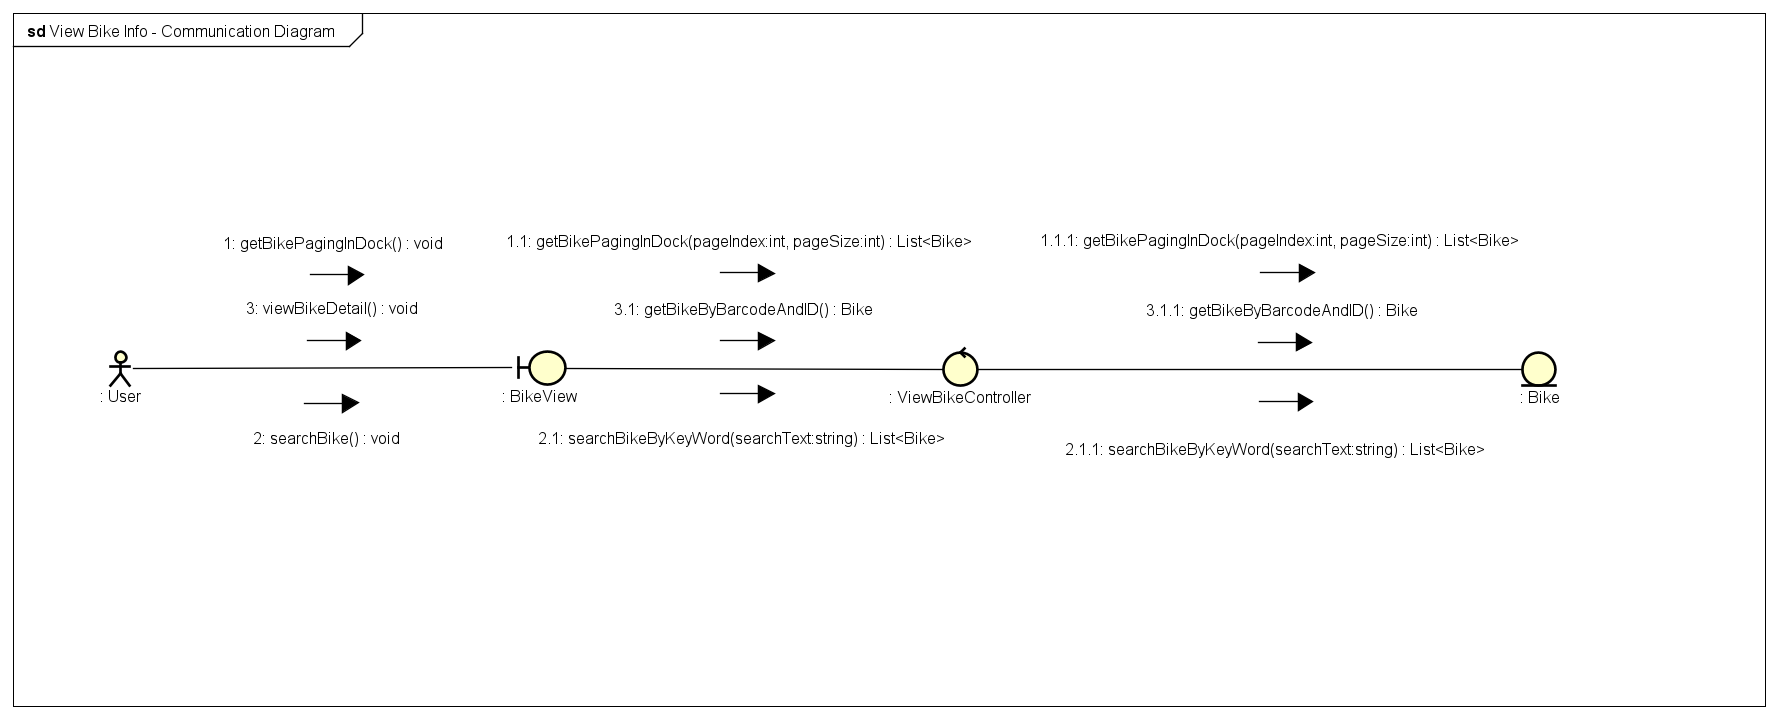 sd View Bike Info - Communication Diagram
1: getBikePagingInDock() : void
1.1: getBikePagingInDock(pageIndex:int, pageSize:int) : List<Bike>
1.1.1: getBikePagingInDock(pageIndex:int, pageSize:int) : List<Bike>
3: viewBikeDetail() : void
3.1: getBikeByBarcodeAndID() : Bike
3.1.1: getBikeByBarcodeAndID() : Bike
: User
: BikeView
: ViewBikeController
: Bike
2: searchBike() : void
2.1: searchBikeByKeyWord(searchText:string) : List<Bike>
2.1.1: searchBikeByKeyWord(searchText:string) : List<Bike>